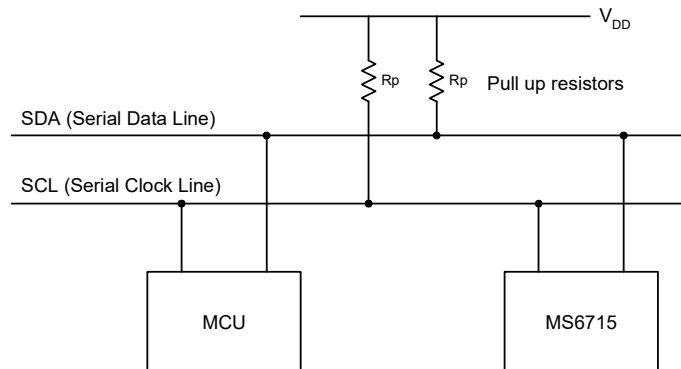 VDD
Rp
Rp
Pull up resistors
SDA (Serial Data Line)
SCL (Serial Clock Line)
MCU
MS6715